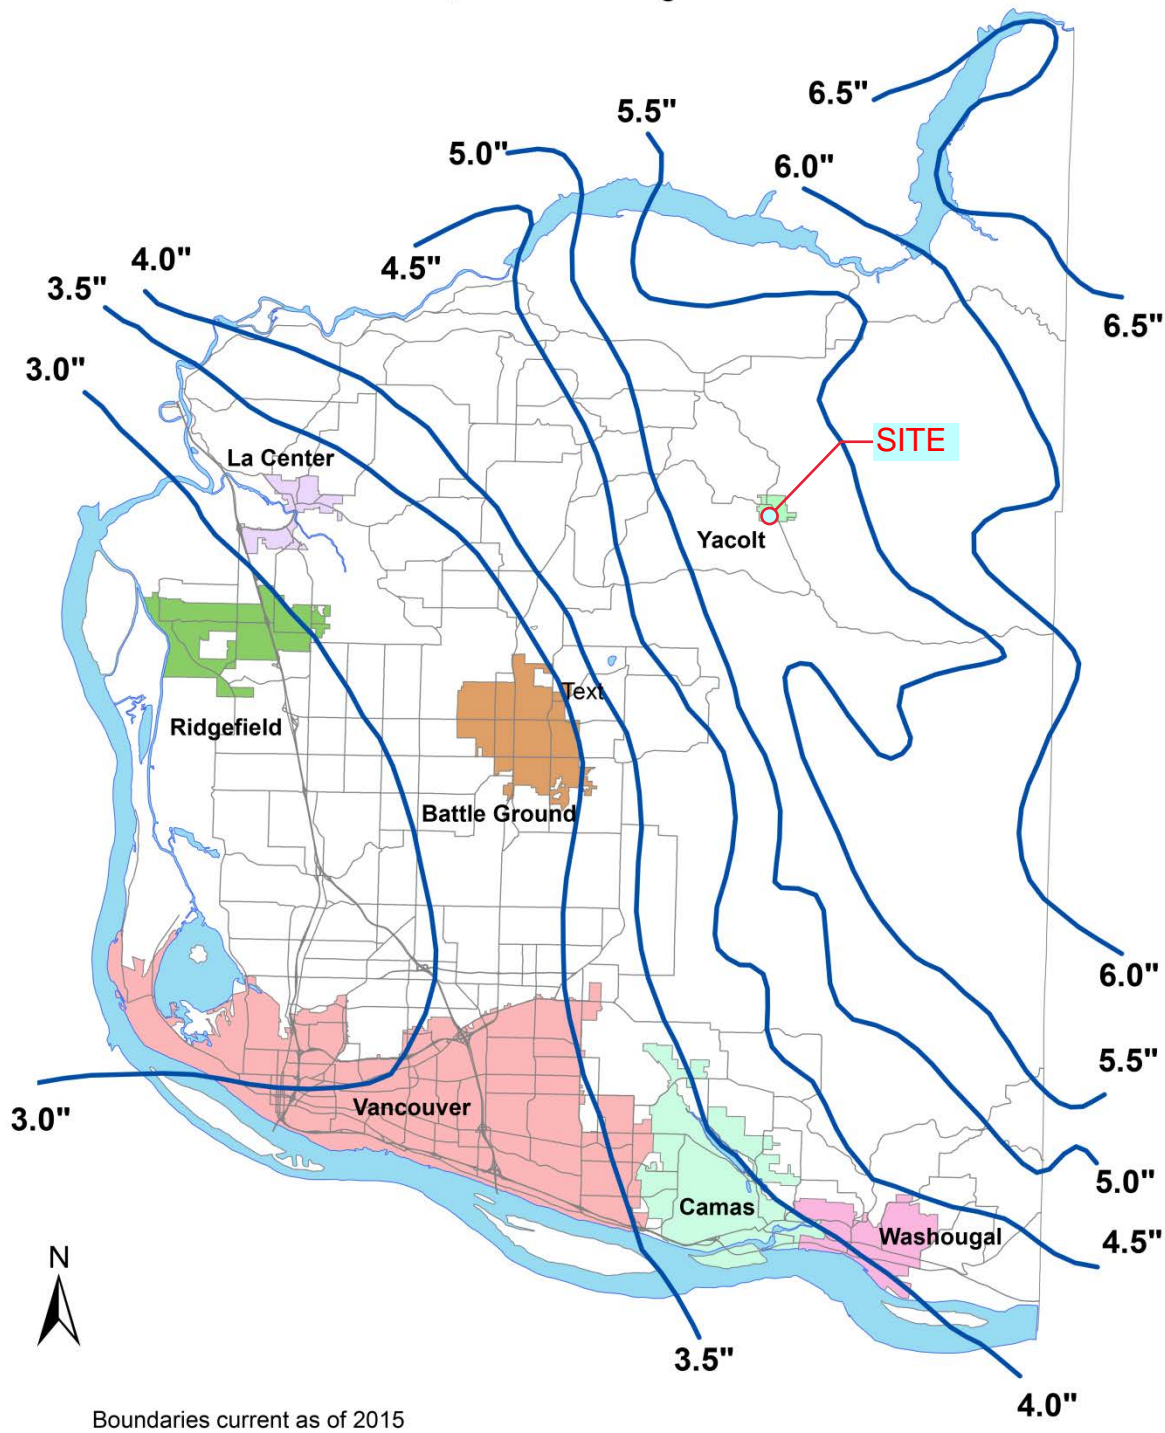 6.5"
5.5"
5.0"
6.0"
4.0"
4.5"
3.5"
6.5"
3.0"
SITE
La Center
Yacolt
Text
Ridgefield
Battle Ground
6.0"
5.5"
3.0"
Vancouver
5.0"
Camas
Washougal
4.5"
N
3.5"
4.0"
Boundaries current as of 2015